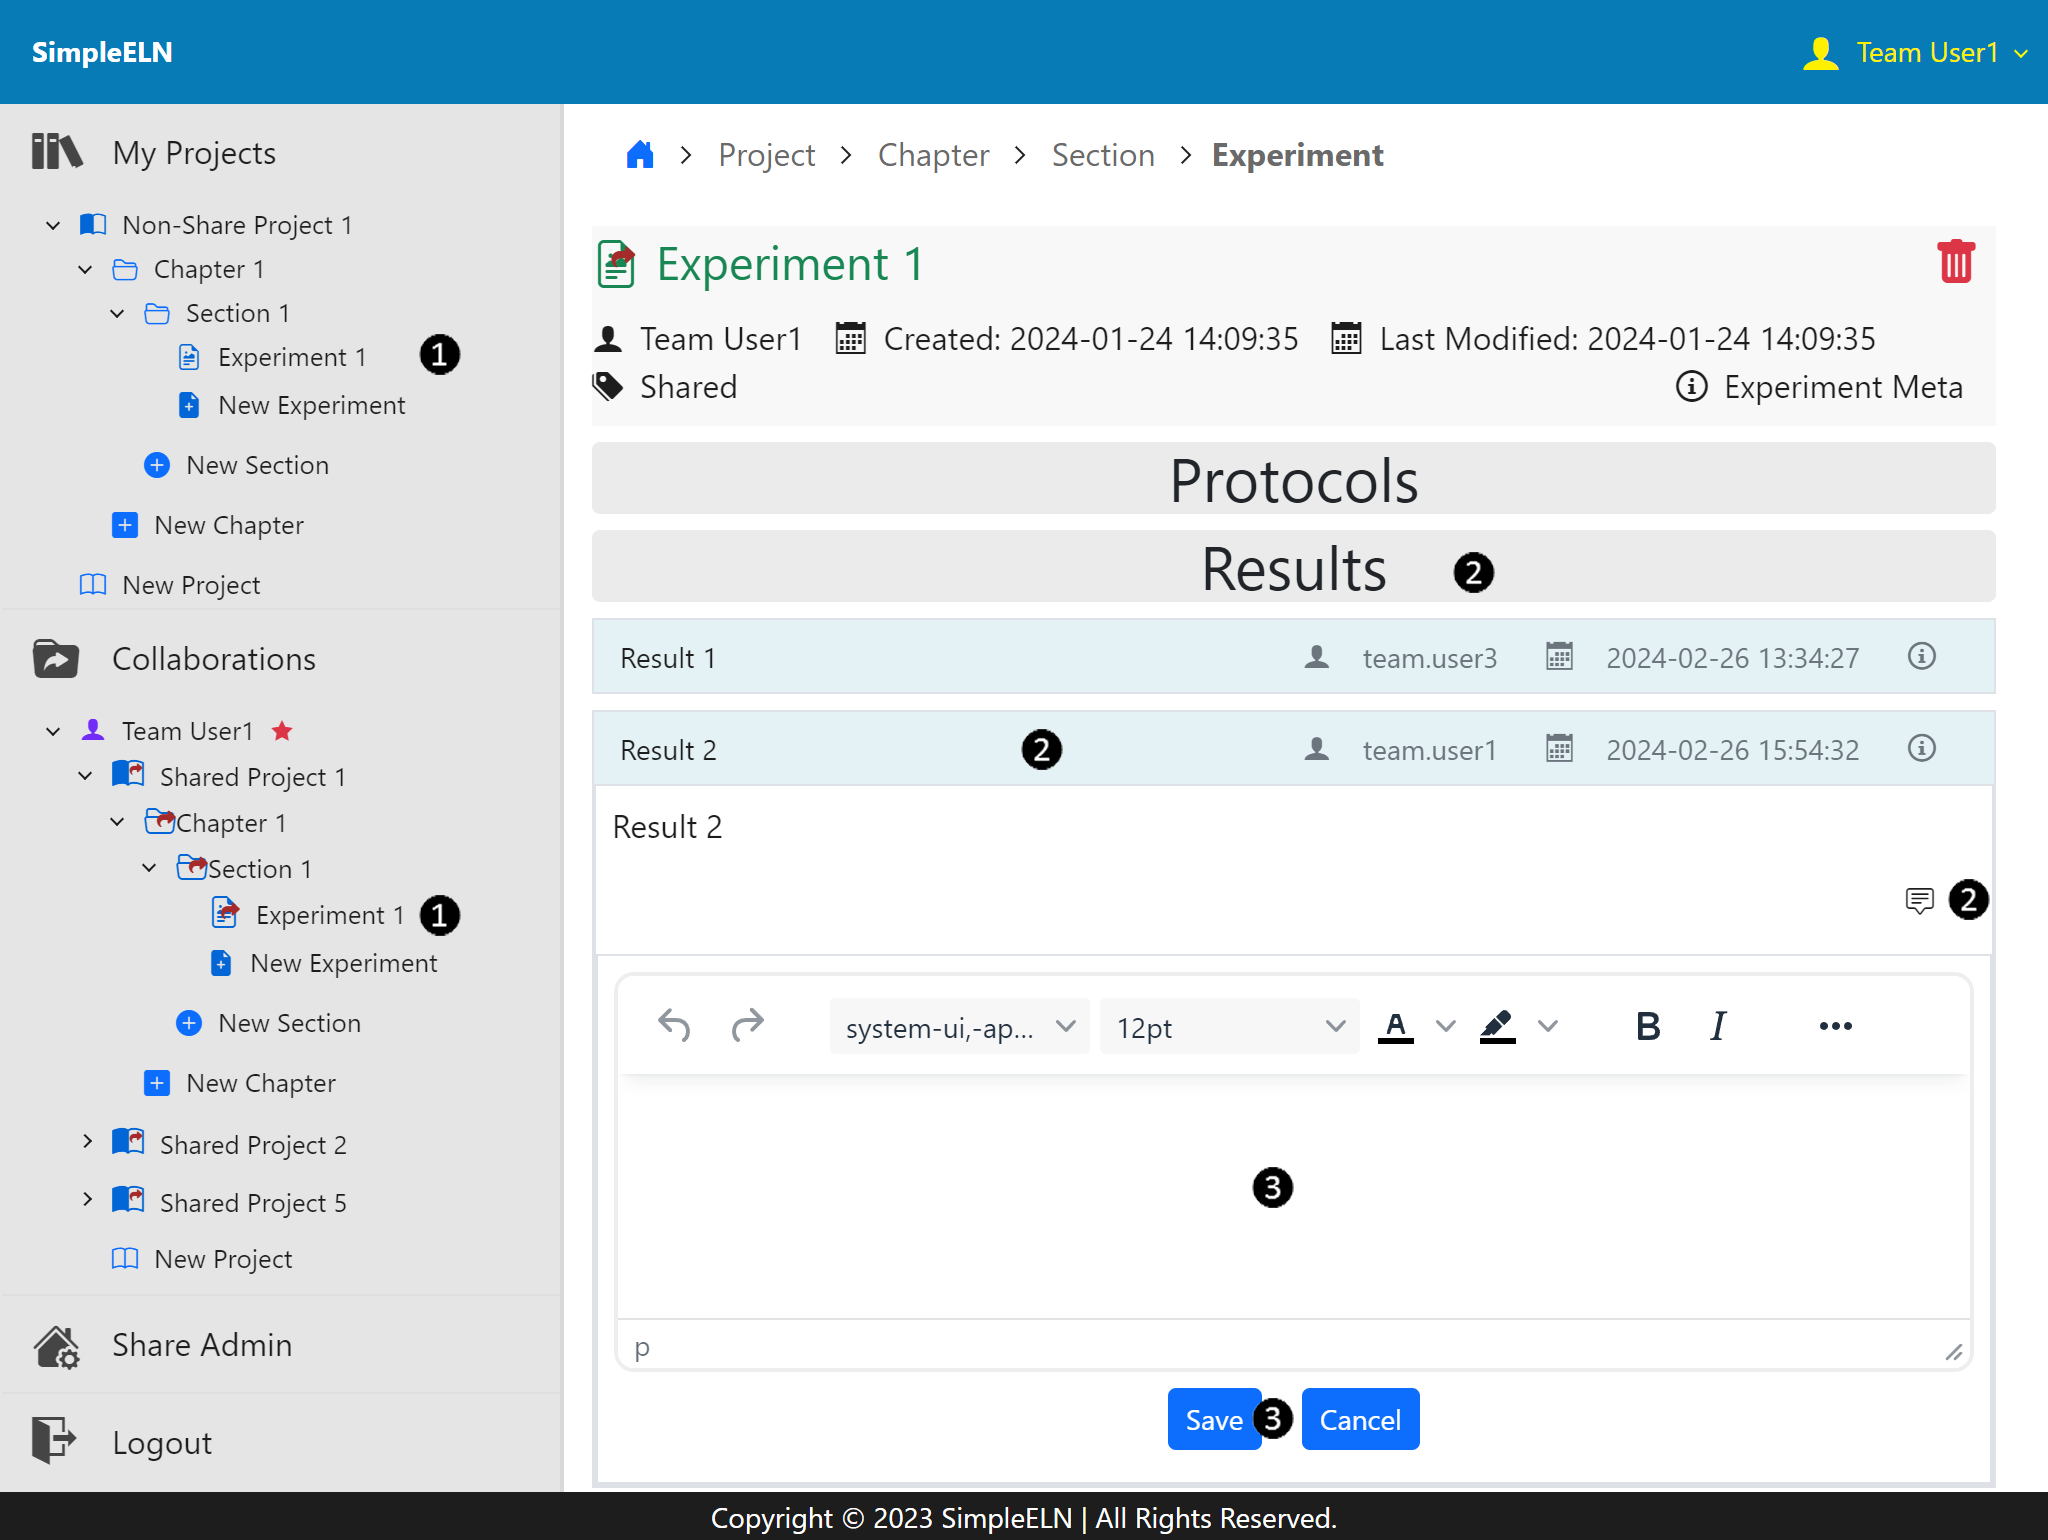 SimpleELN
Team User1
My Projects
Non-Share Project 1
Chapter 1
Section 1
Experiment 1 1
New Experiment
New Section
New Chapter
New Project
Collaborations
Team User1
Shared Project 1
Chapter 1
Section 1
Experiment 1 1
New Experiment
New Section
New Chapter
Shared Project 2
Shared Project 5
New Project
Share Admin
Logout
Project > Chapter > Section > Experiment
Experiment 1
Team User1 Created: 2024-01-24 14:09:35 Last Modified: 2024-01-24 14:09:35
Shared Experiment Meta
Protocols
Results 2
Result 1 team.user3 2024-02-26 13:34:27
Result 2 2 team.user1 2024-02-26 15:54:32
Result 2
2
system-ui,-ap... 12pt A B I
3
p
Save 3 Cancel
Copyright © 2023 SimpleELN | All Rights Reserved.